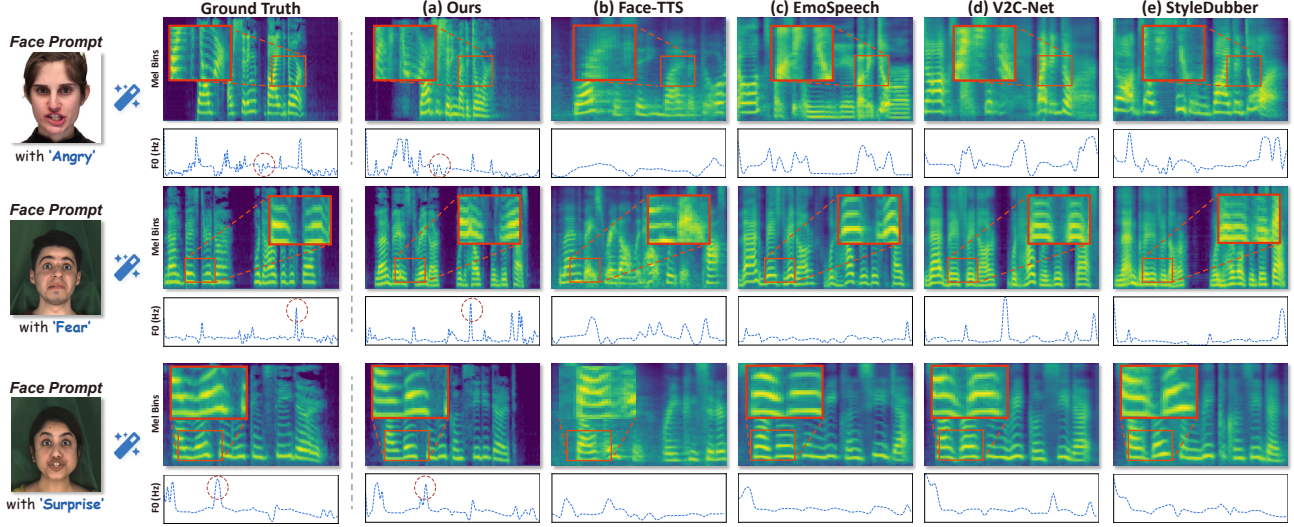 Ground Truth (a) Ours (b) Face-TTS (c) EmoSpeech (d) V2C-Net (e) StyleDubber
Face Prompt
Mel Bins
F0 (Hz)
with 'Angry'
Face Prompt
Mel Bins
F0 (Hz)
with 'Fear'
Face Prompt
Mel Bins
F0 (Hz)
with 'Surprise'